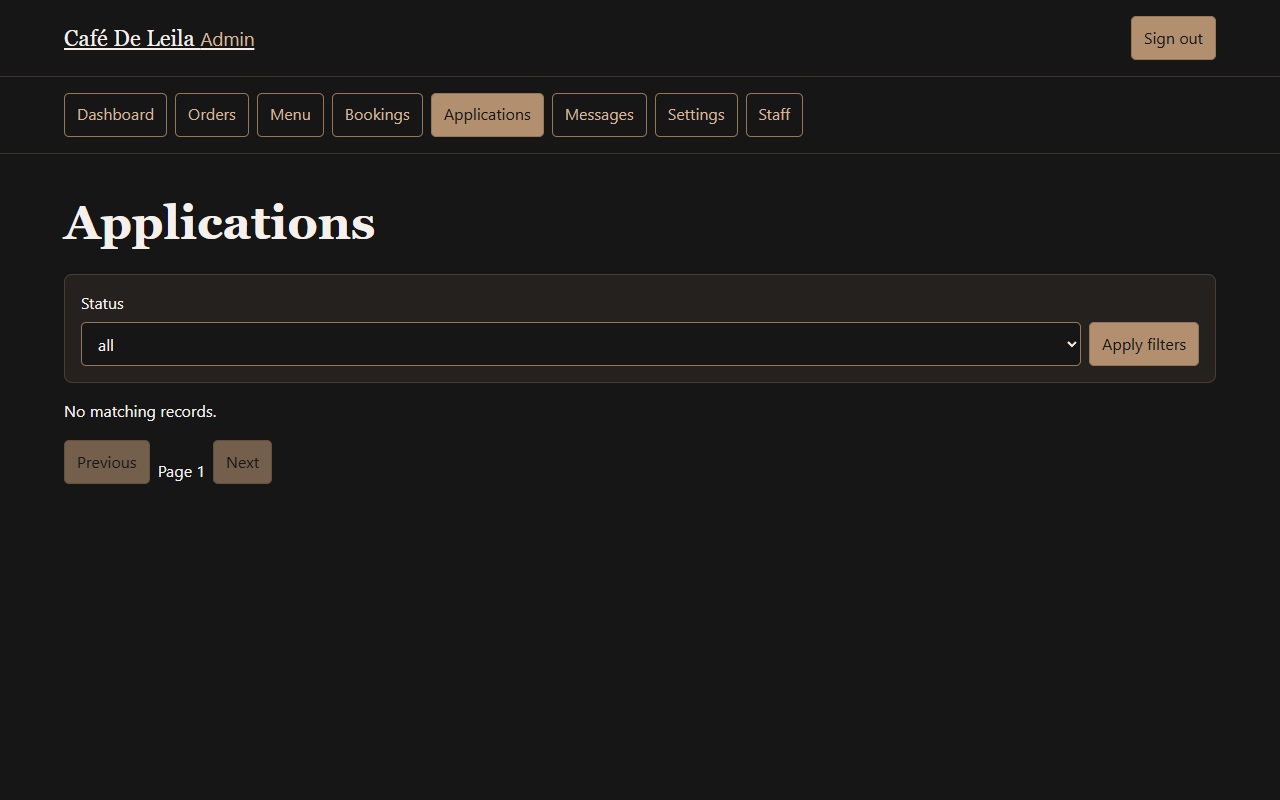 Café De Leila Admin
Sign out
Dashboard Orders Menu Bookings Applications Messages Settings Staff
Applications
Status
all
Apply filters
No matching records.
Previous Page 1 Next